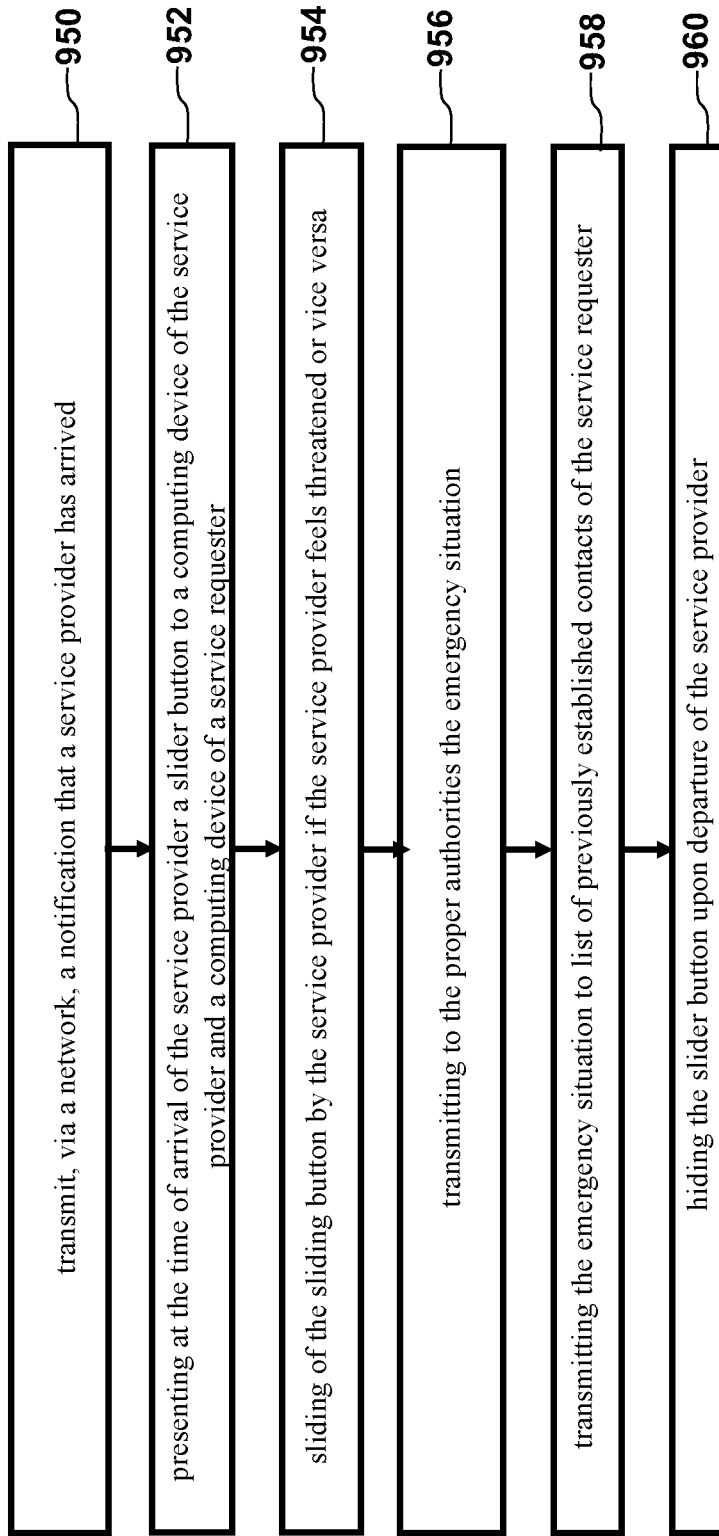 transmit, via a network, a notification that a service provider has arrived
950
presenting at the time of arrival of the service provider a slider button to a computing device of the service
provider and a computing device of a service requester
952
sliding of the sliding button by the service provider if the service provider feels threatened or vice versa
954
transmitting to the proper authorities the emergency situation
956
transmitting the emergency situation to list of previously established contacts of the service requester
958
hiding the slider button upon departure of the service provider
960